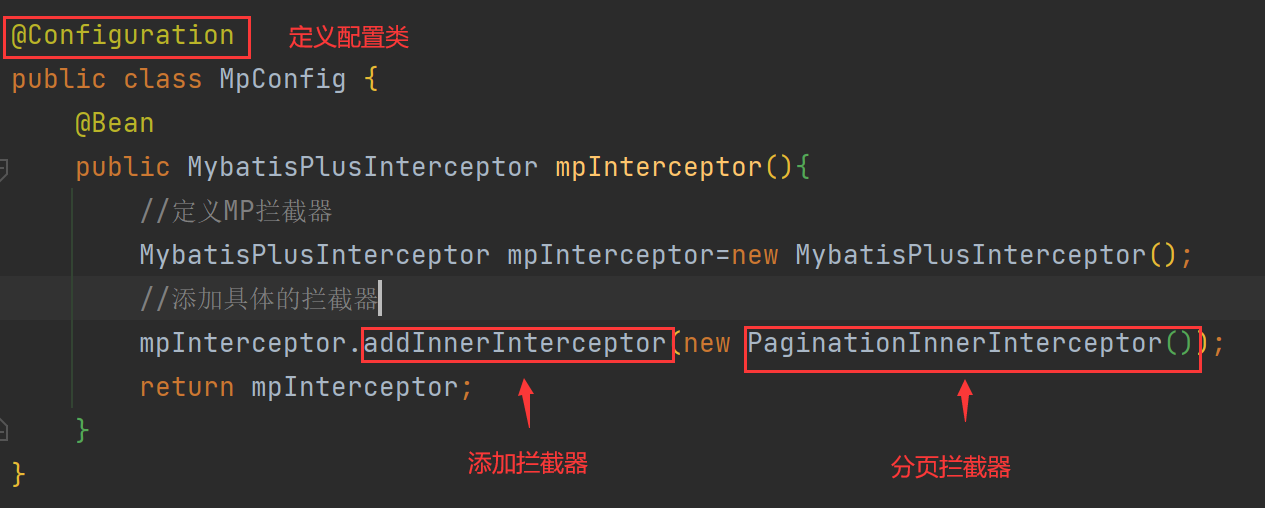 @Configuration 定义配置类
public class MpConfig {
@Bean
public MybatisPlusInterceptor mpInterceptor(){
//定义MP拦截器
MybatisPlusInterceptor mpInterceptor=new MybatisPlusInterceptor();
//添加具体的拦截器
mpInterceptor.addInnerInterceptor(new PaginationInnerInterceptor());
return mpInterceptor;
}
添加拦截器 分页拦截器
}